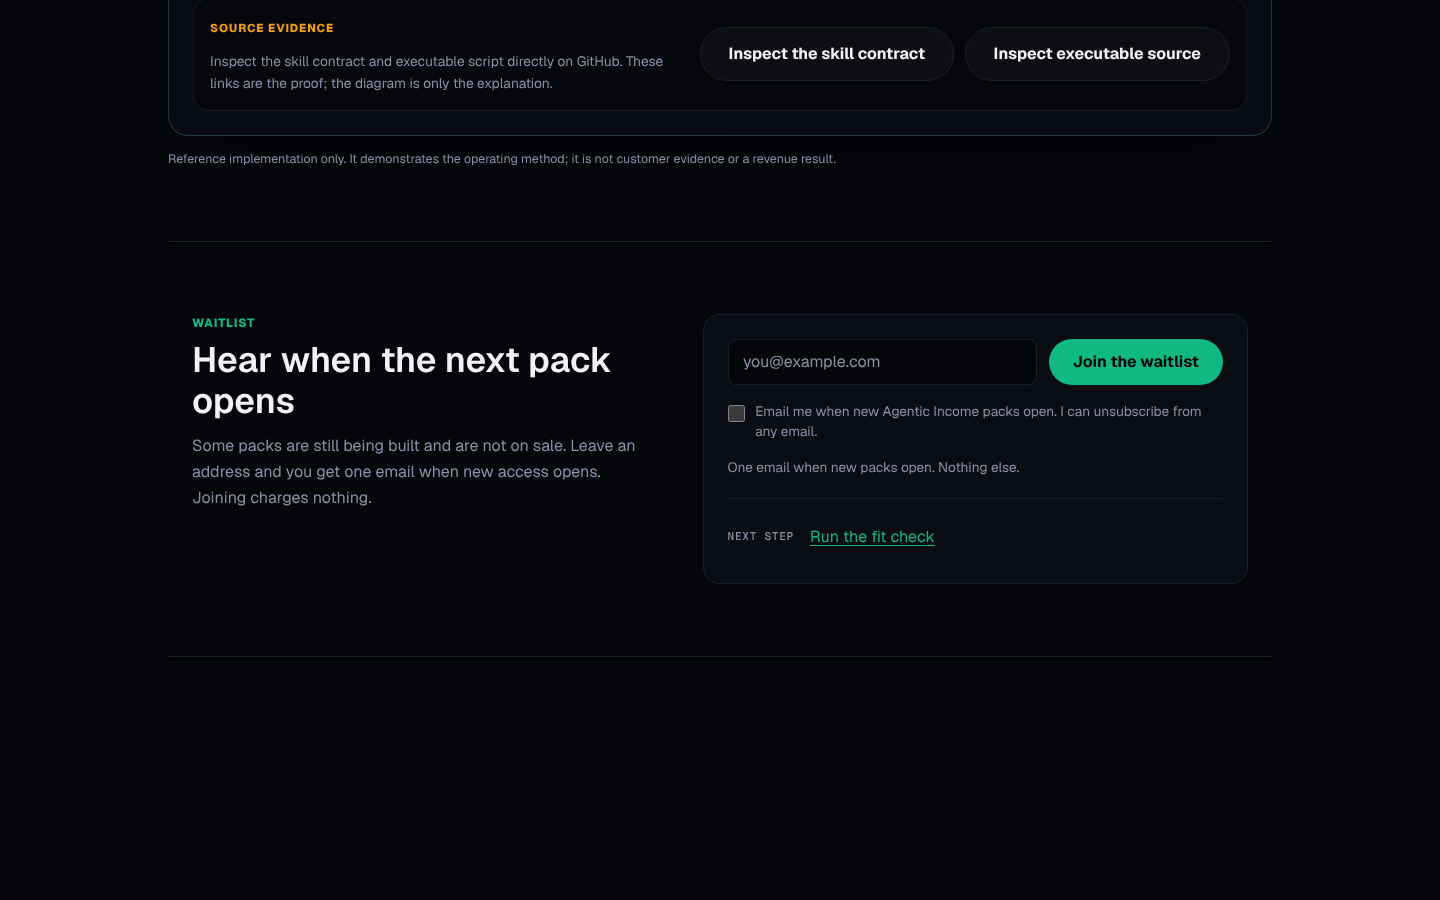 SOURCE EVIDENCE
Inspect the skill contract and executable script directly on GitHub. These
links are the proof; the diagram is only the explanation.
Inspect the skill contract
Inspect executable source
Reference implementation only. It demonstrates the operating method; it is not customer evidence or a revenue result.
WAITLIST
Hear when the next pack
opens
Some packs are still being built and are not on sale. Leave an
address and you get one email when new access opens.
Joining charges nothing.
you@example.com
Join the waitlist
Email me when new Agentic Income packs open. I can unsubscribe from
any email.
One email when new packs open. Nothing else.
NEXT STEP
Run the fit check